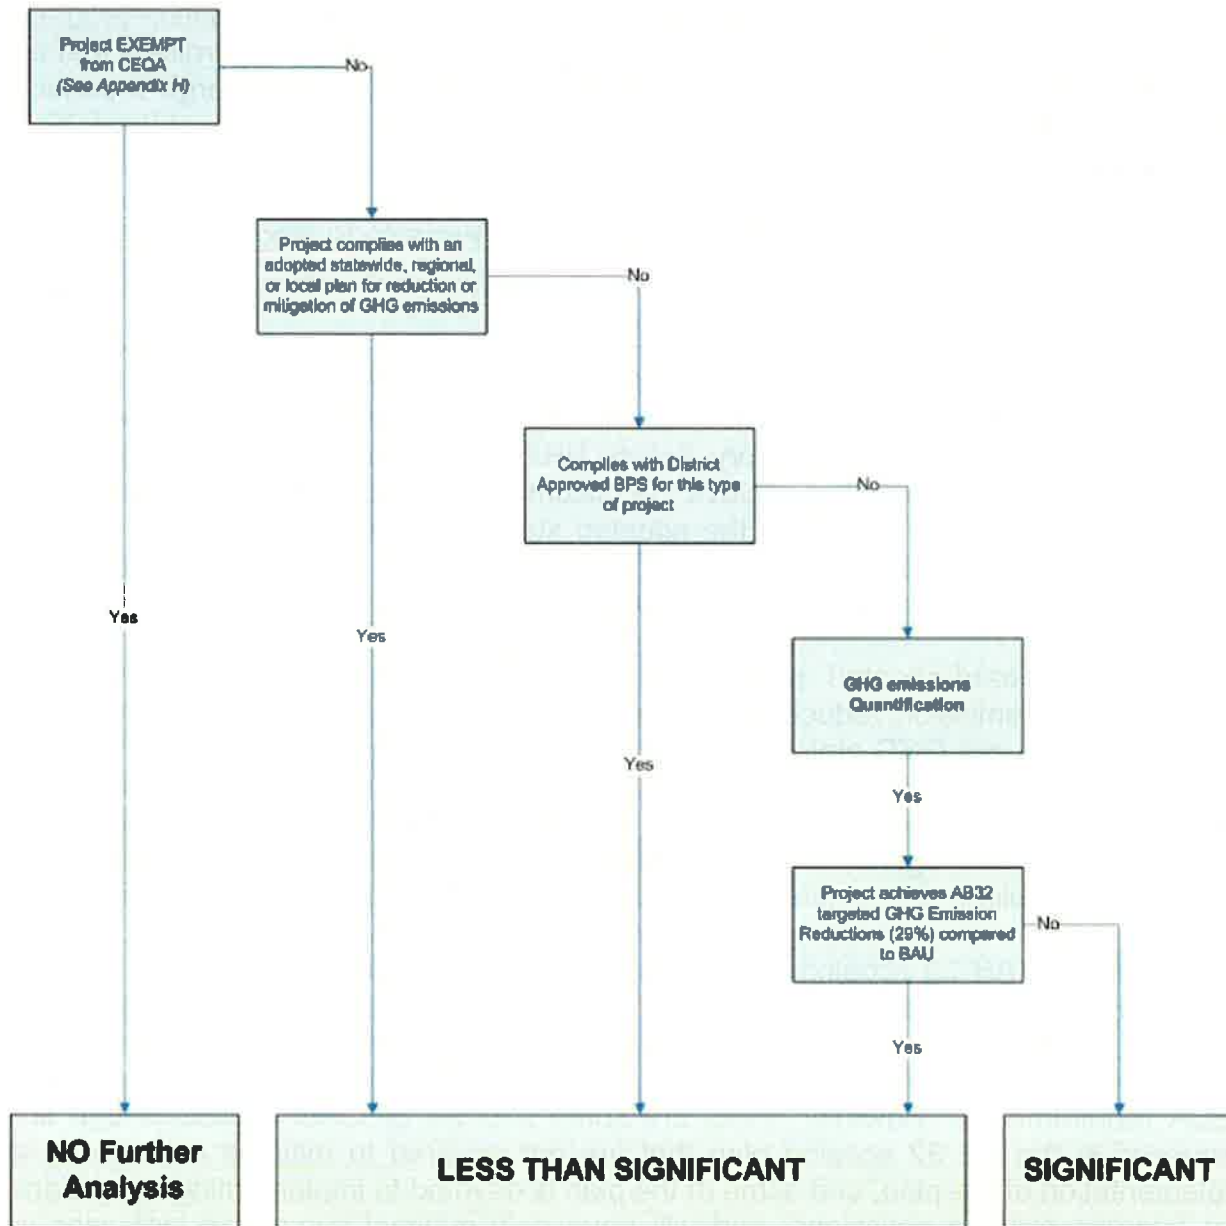 Project EXEMPT
from CEQA
(See Appendix H)
No
Project complies with an
adopted statewide, regional,
or local plan for reduction or
mitigation of GHG emissions
No
Complies with District
Approved BPS for this type
of project
No
Yes
Yes
GHG emissions
Quantification
Yes
Yes
Project achieves AB32
targeted GHG Emission
Reductions (29%) compared
to BAU
No
Yes
NO Further
Analysis
LESS THAN SIGNIFICANT
SIGNIFICANT